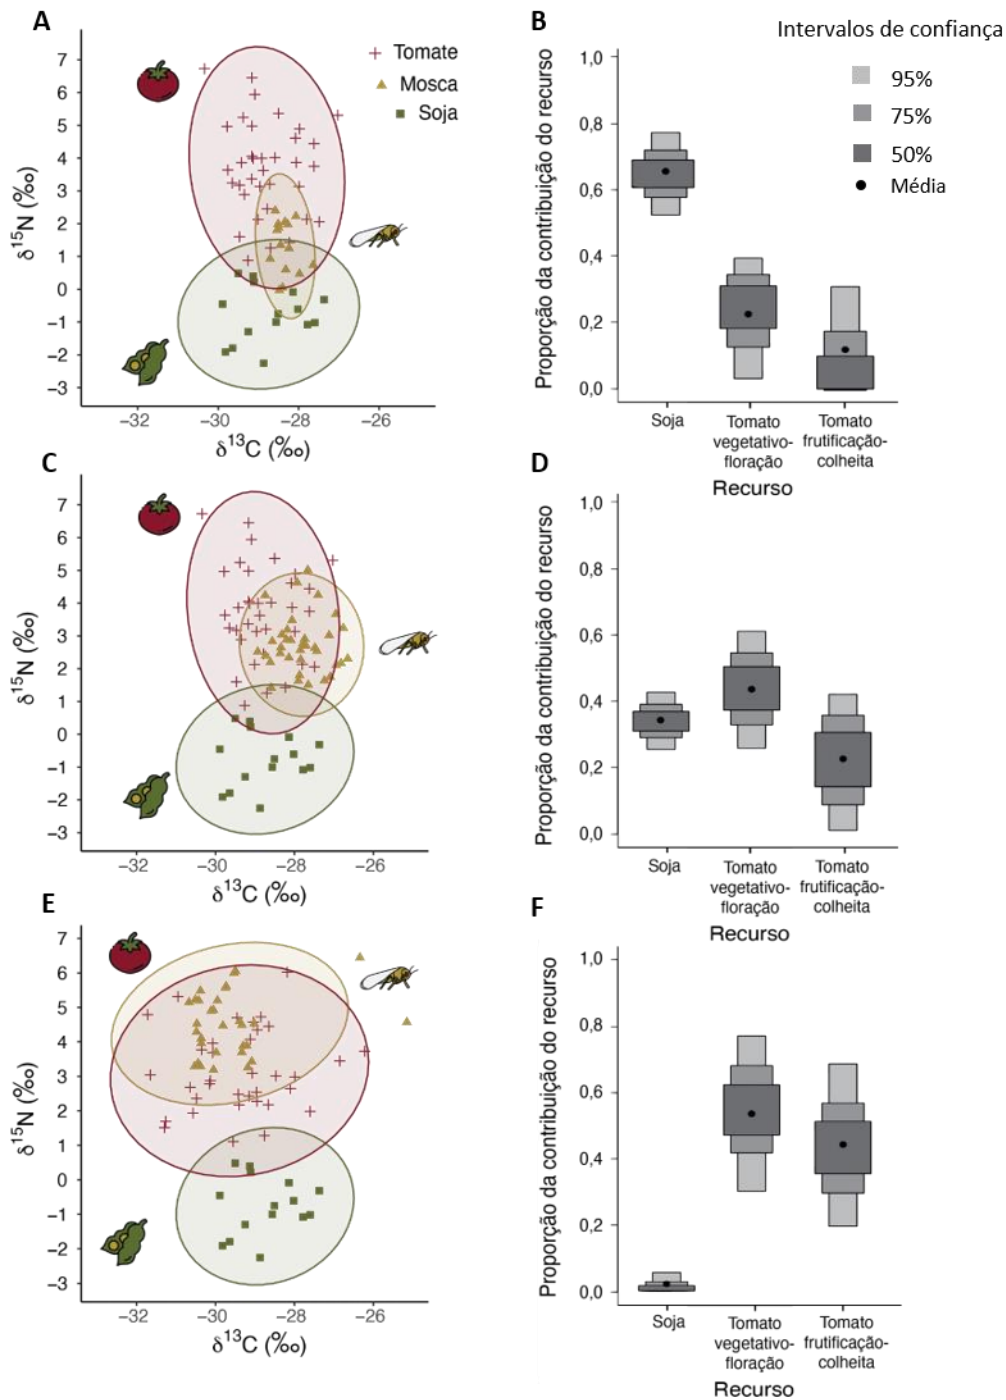 A
7
6
5
4
3
2
1
0
−1
−2
−3
δ15N (‰)
Tomate
Mosca
Soja
−32
−30
−28
−26
δ13C (‰)
B
Intervalos de confiança
95%
75%
50%
Média
1,0
0,8
0,6
0,4
0,2
0,0
Proporção da contribuição do recurso
Soja
Tomato
vegetativo-
floração
Tomato
frutificação-
colheita
Recurso
C
7
6
5
4
3
2
1
0
−1
−2
−3
δ15N (‰)
−32
−30
−28
−26
δ13C (‰)
D
1,0
0,8
0,6
0,4
0,2
0,0
Proporção da contribuição do recurso
Soja
Tomato
vegetativo-
floração
Tomato
frutificação-
colheita
Recurso
E
7
6
5
4
3
2
1
0
−1
−2
−3
δ15N (‰)
−32
−30
−28
−26
δ13C (‰)
F
1,0
0,8
0,6
0,4
0,2
0,0
Proporção da contribuição do recurso
Soja
Tomato
vegetativo-
floração
Tomato
frutificação-
colheita
Recurso